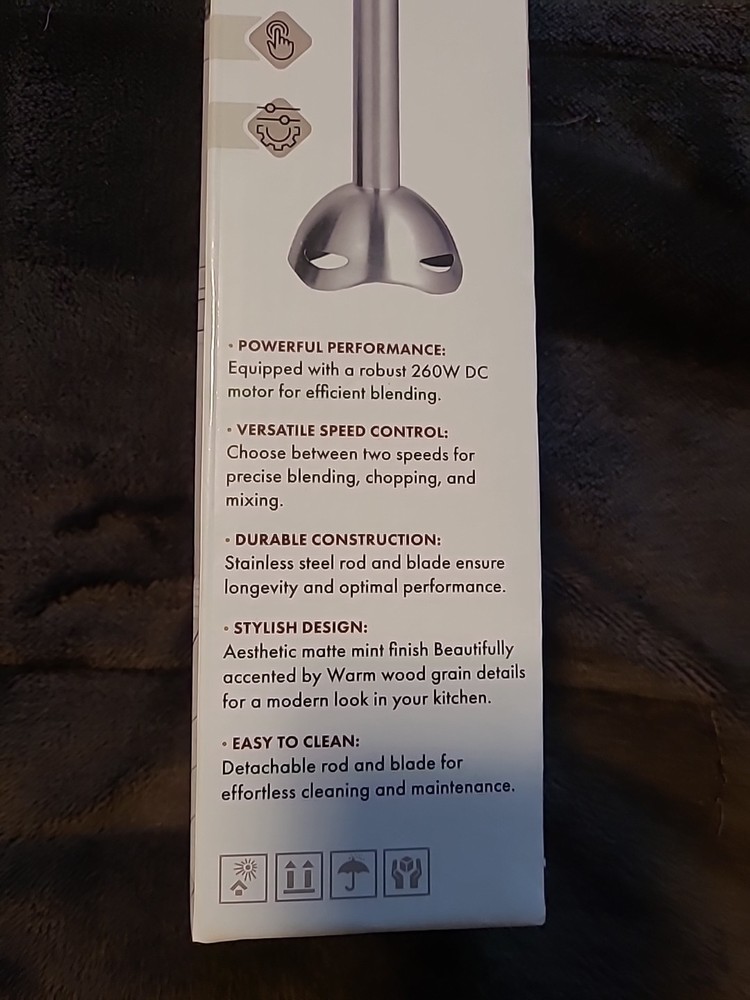 • POWERFUL PERFORMANCE:
Equipped with a robust 260W DC
motor for efficient blending.
• VERSATILE SPEED CONTROL:
Choose between two speeds for
precise blending, chopping, and
mixing.
• DURABLE CONSTRUCTION:
Stainless steel rod and blade ensure
longevity and optimal performance.
• STYLISH DESIGN:
Aesthetic matte mint finish Beautifully
accented by Warm wood grain details
for a modern look in your kitchen.
• EASY TO CLEAN:
Detachable rod and blade for
effortless cleaning and maintenance.